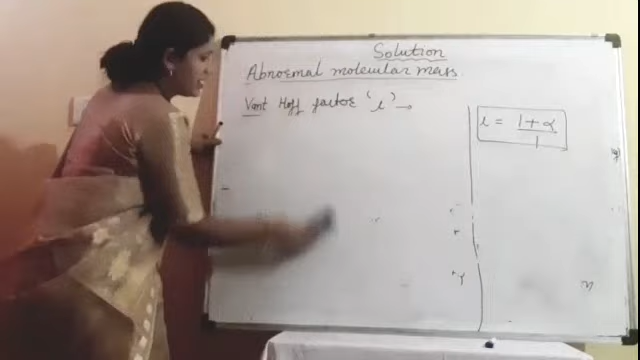 Solution
Abnormal molecular mass
Vant Hoff factor 'i' →
i = 1 + α / 1